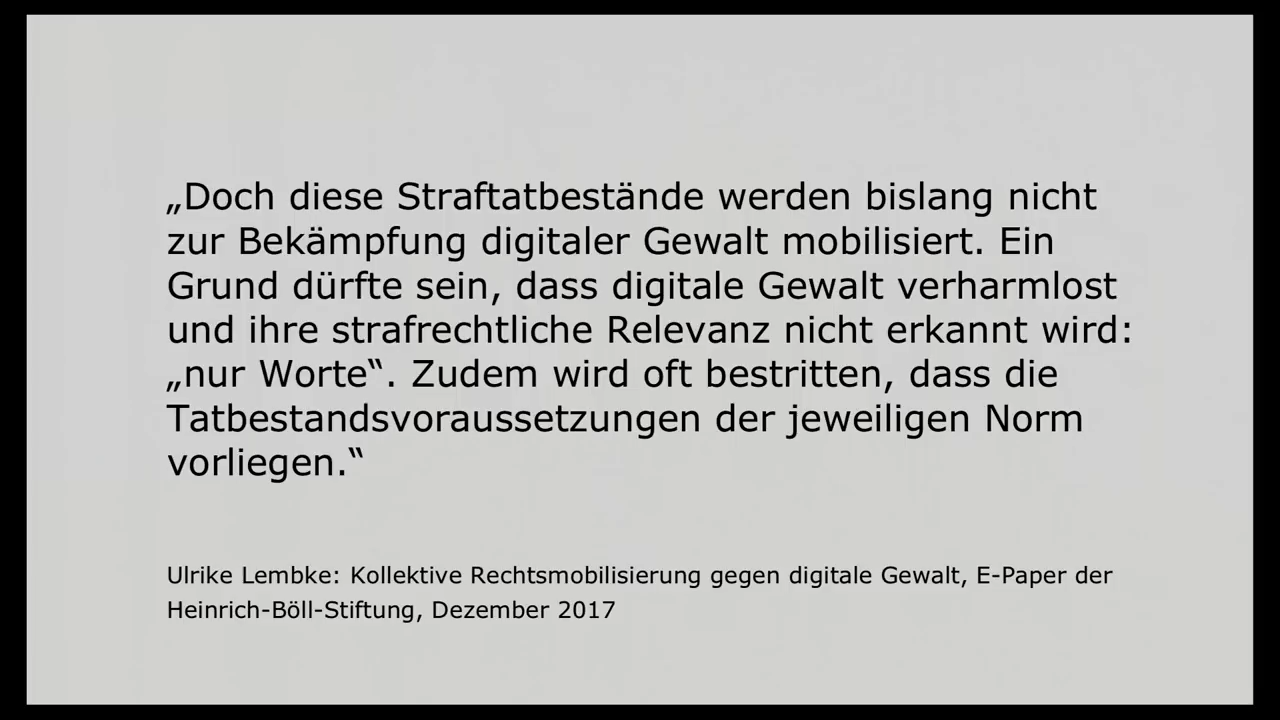 „Doch diese Straftatbestände werden bislang nicht
zur Bekämpfung digitaler Gewalt mobilisiert. Ein
Grund dürfte sein, dass digitale Gewalt verharmlost
und ihre strafrechtliche Relevanz nicht erkannt wird:
„nur Worte“. Zudem wird oft bestritten, dass die
Tatbestandsvoraussetzungen der jeweiligen Norm
vorliegen.“
Ulrike Lembke: Kollektive Rechtsmobilisierung gegen digitale Gewalt, E-Paper der
Heinrich-Böll-Stiftung, Dezember 2017